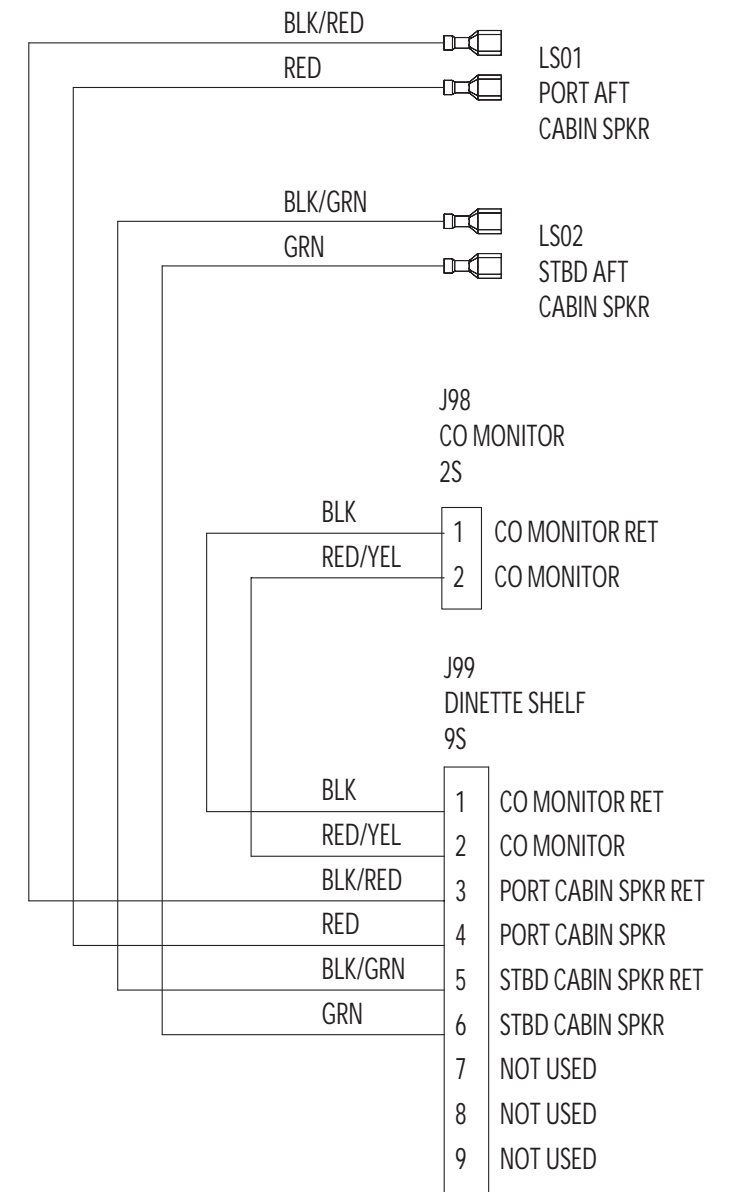 BLK/RED
RED
LS01
PORT AFT
CABIN SPKR
BLK/GRN
GRN
LS02
STBD AFT
CABIN SPKR
J98
CO MONITOR
2S
BLK
1 CO MONITOR RET
RED/YEL
2 CO MONITOR
J99
DINETTE SHELF
9S
BLK
1 CO MONITOR RET
RED/YEL
2 CO MONITOR
BLK/RED
3 PORT CABIN SPKR RET
RED
4 PORT CABIN SPKR
BLK/GRN
5 STBD CABIN SPKR RET
GRN
6 STBD CABIN SPKR
7 NOT USED
8 NOT USED
9 NOT USED